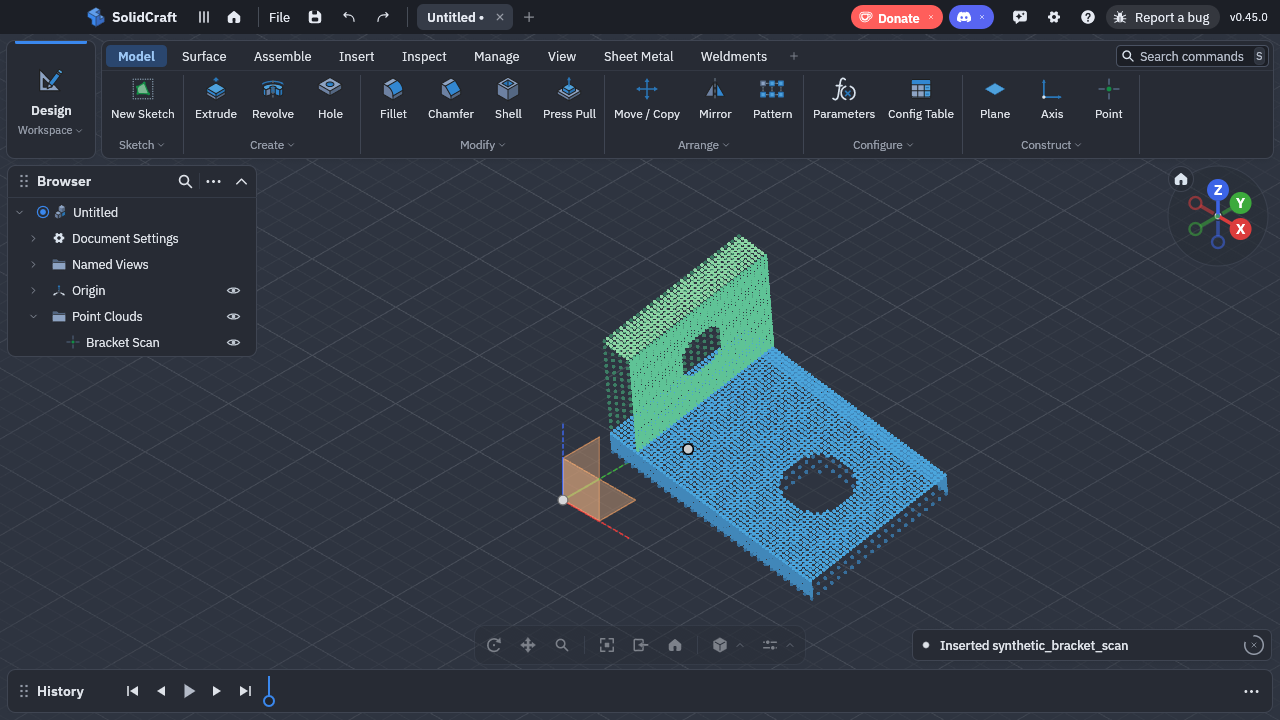 SolidCraft
File
Untitled •
Donate
Report a bug
v0.45.0
Design
Workspace
Model
Surface
Assemble
Insert
Inspect
Manage
View
Sheet Metal
Weldments
Search commands
S
New Sketch
Extrude
Revolve
Hole
Fillet
Chamfer
Shell
Press Pull
Move / Copy
Mirror
Pattern
Parameters
Config Table
Plane
Axis
Point
Sketch
Create
Modify
Arrange
Configure
Construct
Browser
Untitled
Document Settings
Named Views
Origin
Point Clouds
Bracket Scan
Z
Y
X
Inserted synthetic_bracket_scan
History